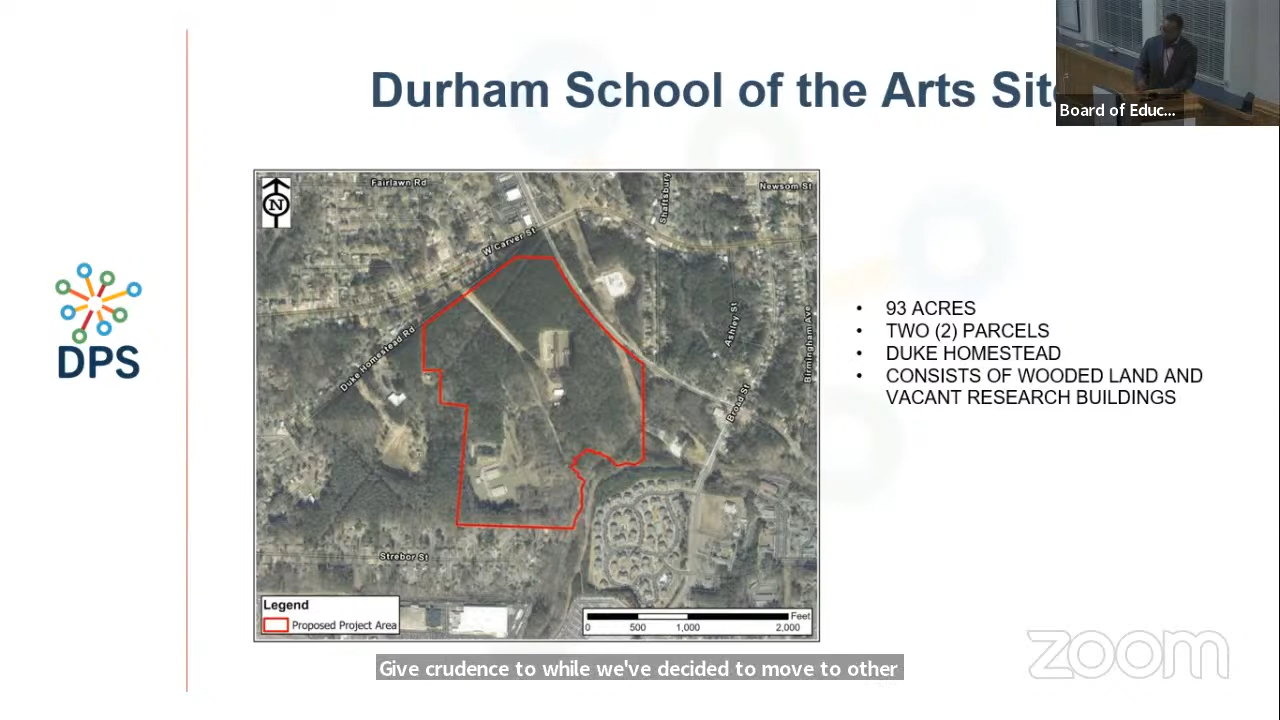 Durham School of the Arts Sit
Board of Educ...
Fairlawn Rd
Newsom St
Shaftsbury
N
W Carver St
Duke Homestead Rd
Ashley St
Birmingham Ave
Broad St
Strebor St
Legend
Proposed Project Area
Feet
0 500 1,000 2,000
• 93 ACRES
• TWO (2) PARCELS
• DUKE HOMESTEAD
• CONSISTS OF WOODED LAND AND
VACANT RESEARCH BUILDINGS
DPS
zoom
Give crudence to while we've decided to move to other